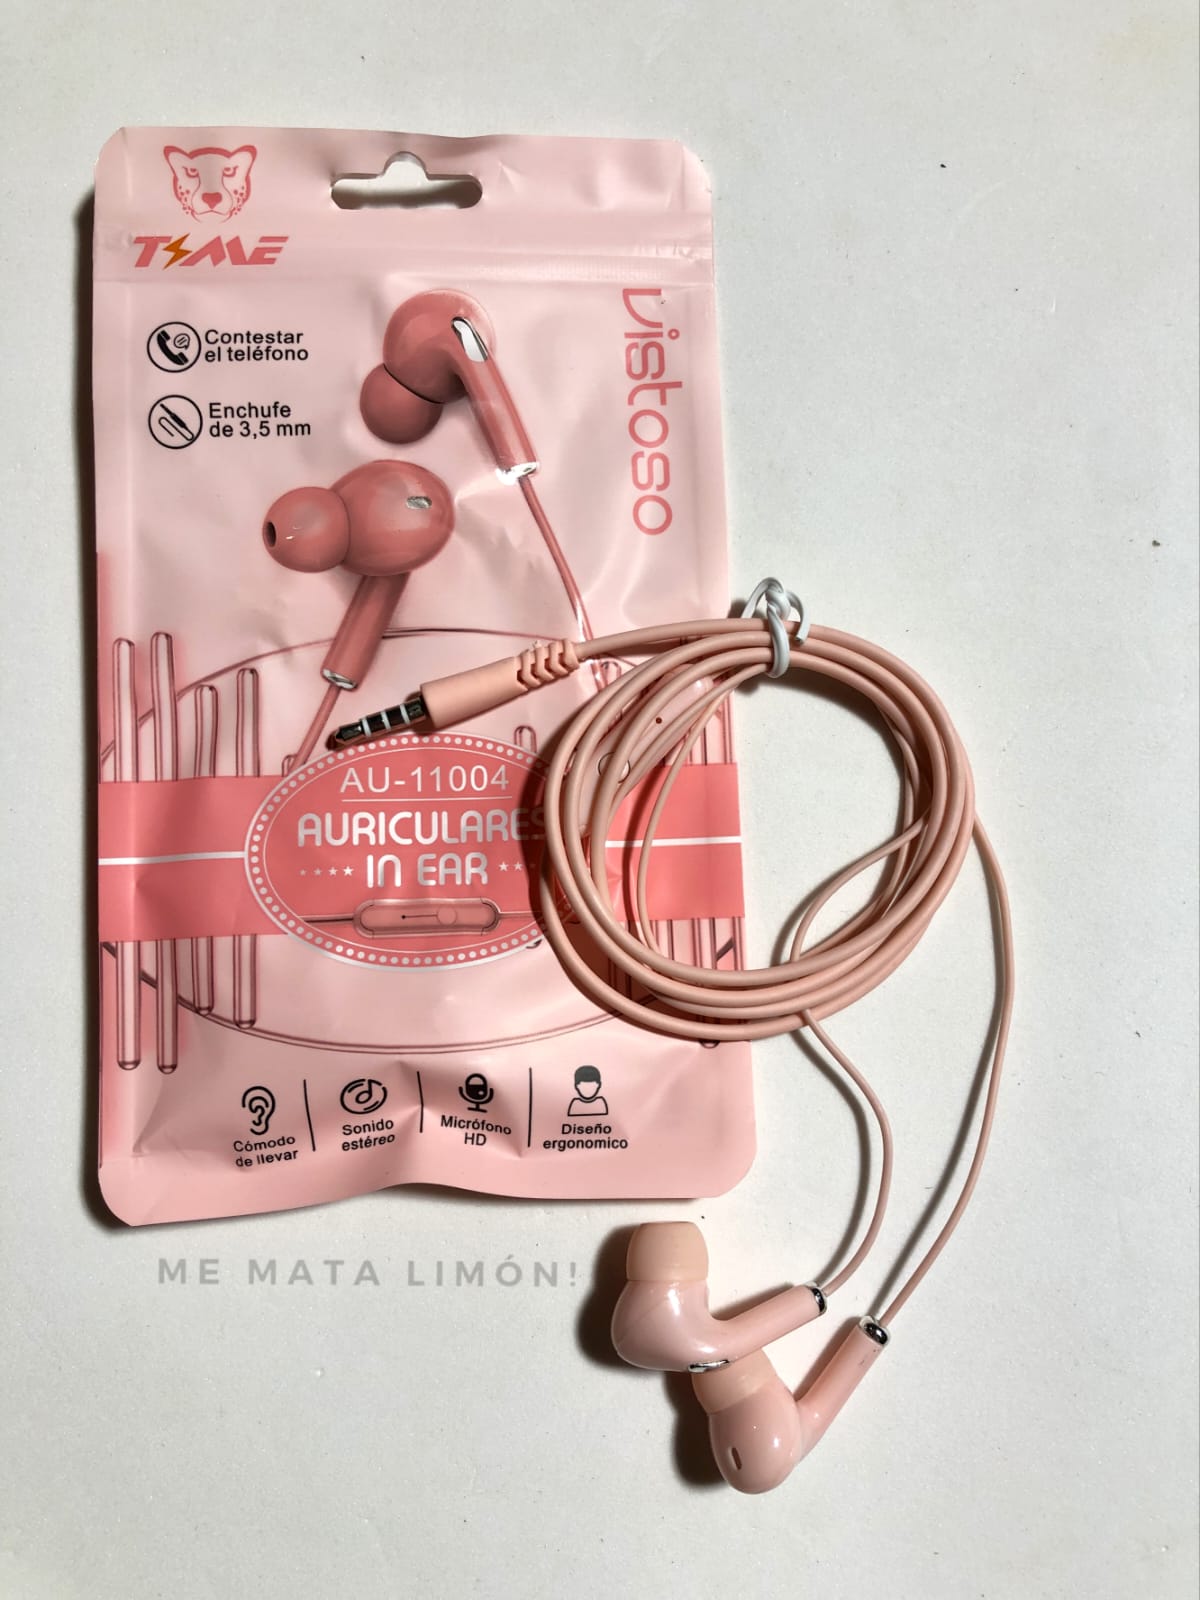 TIME
Vistoso
Contestar
el teléfono
Enchufe
de 3,5 mm
AU-11004
AURICULARES
IN EAR
Cómodo
de llevar
Sonido
estéreo
Micrófono
HD
Diseño
ergonomico
ME MATA LIMÓN!